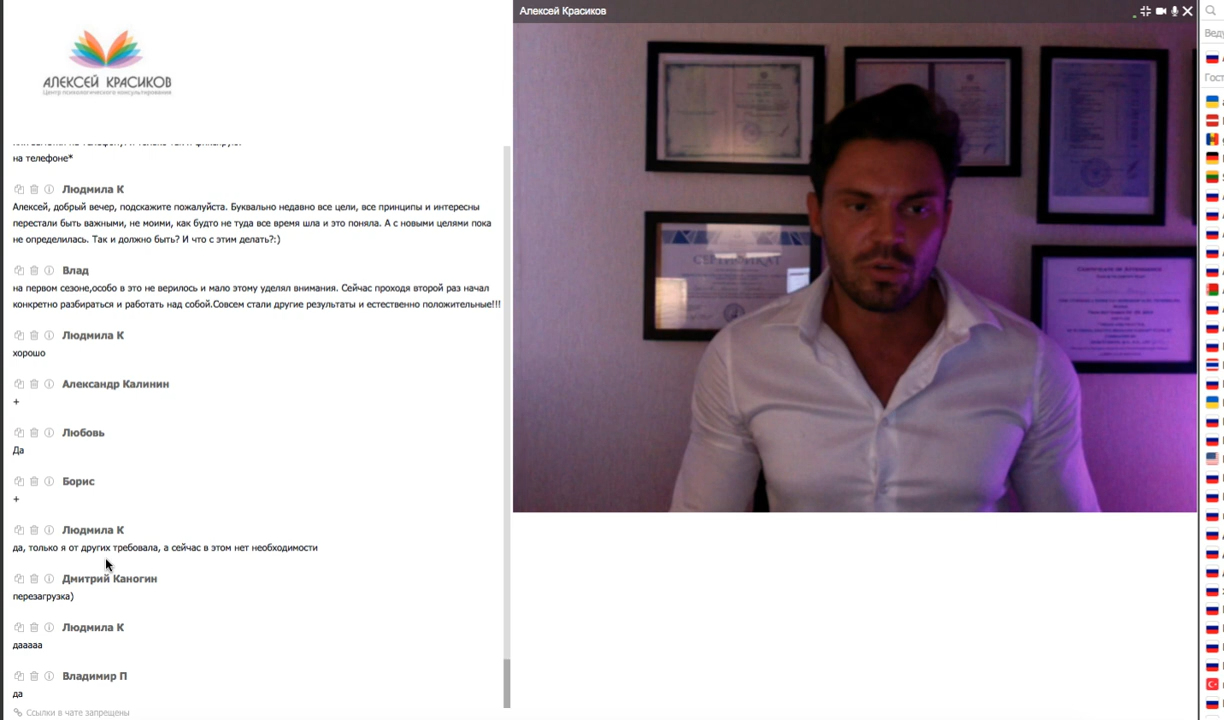 АЛЕКСЕЙ КРАСИКОВ
Центр психологического консультирования
на телефоне*
Людмила К
Алексей, добрый вечер, подскажите пожалуйста. Буквально недавно все цели, все принципы и интересны
перестали быть важными, не моими, как будто не туда все время шла и это поняла. А с новыми целями пока
не определилась. Так и должно быть? И что с этим делать?:)
Влад
на первом сезоне,особо в это не верилось и мало этому уделял внимания. Сейчас проходя второй раз начал
конкретно разбираться и работать над собой.Совсем стали другие результаты и естественно положительные!!!
Людмила К
хорошо
Александр Калинин
+
Любовь
Да
Борис
+
Людмила К
да, только я от других требовала, а сейчас в этом нет необходимости
Дмитрий Каногин
перезагрузка)
Людмила К
дааааа
Владимир П
да
Ссылки в чате запрещены
Алексей Красиков
СЕРТИФИКАТ
Веду
Гост